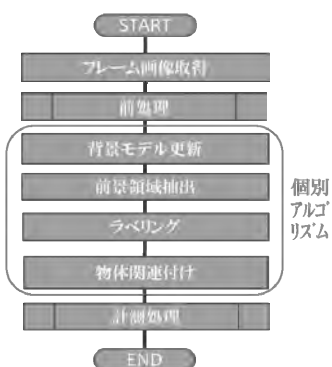 START
フレーム画像取得
前処理
背景モデル更新
前景領域抽出
ラベリング
物体関連付け
計測処理
END
個別
アルゴ
リズム